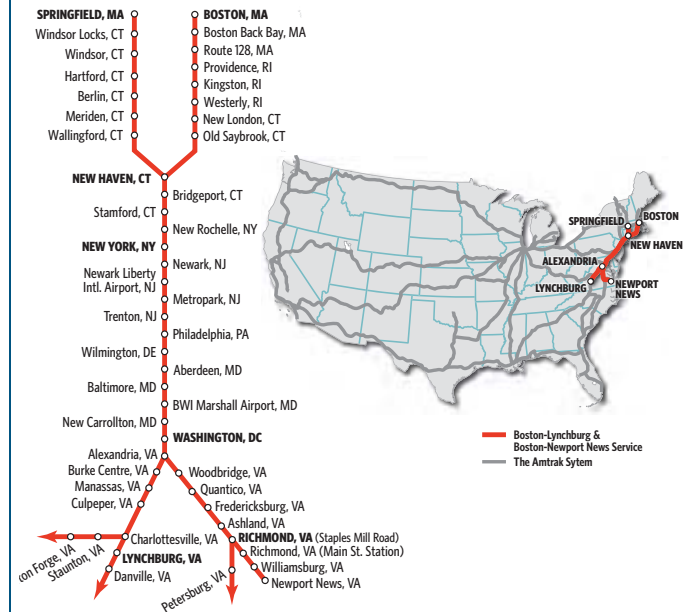 SPRINGFIELD, MA
Windsor Locks, CT
Windsor, CT
Hartford, CT
Berlin, CT
Meriden, CT
Wallingford, CT
BOSTON, MA
Boston Back Bay, MA
Route 128, MA
Providence, RI
Kingston, RI
Westerly, RI
New London, CT
Old Saybrook, CT
NEW HAVEN, CT
Bridgeport, CT
Stamford, CT
New Rochelle, NY
NEW YORK, NY
Newark, NJ
Newark Liberty
Intl. Airport, NJ
Metropark, NJ
Trenton, NJ
Philadelphia, PA
Wilmington, DE
Aberdeen, MD
Baltimore, MD
BWI Marshall Airport, MD
New Carrollton, MD
WASHINGTON, DC
Alexandria, VA
Burke Centre, VA
Manassas, VA
Culpeper, VA
Charlottesville, VA
Staunton, VA
on Forge, VA
LYNCHBURG, VA
Danville, VA
Woodbridge, VA
Quantico, VA
Fredericksburg, VA
Ashland, VA
RICHMOND, VA (Staples Mill Road)
Richmond, VA (Main St. Station)
Williamsburg, VA
Newport News, VA
Petersburg, VA
SPRINGFIELD
BOSTON
NEW HAVEN
ALEXANDRIA
LYNCHBURG
NEWPORT
NEWS
Boston-Lynchburg &
Boston-Newport News Service
The Amtrak Sytem